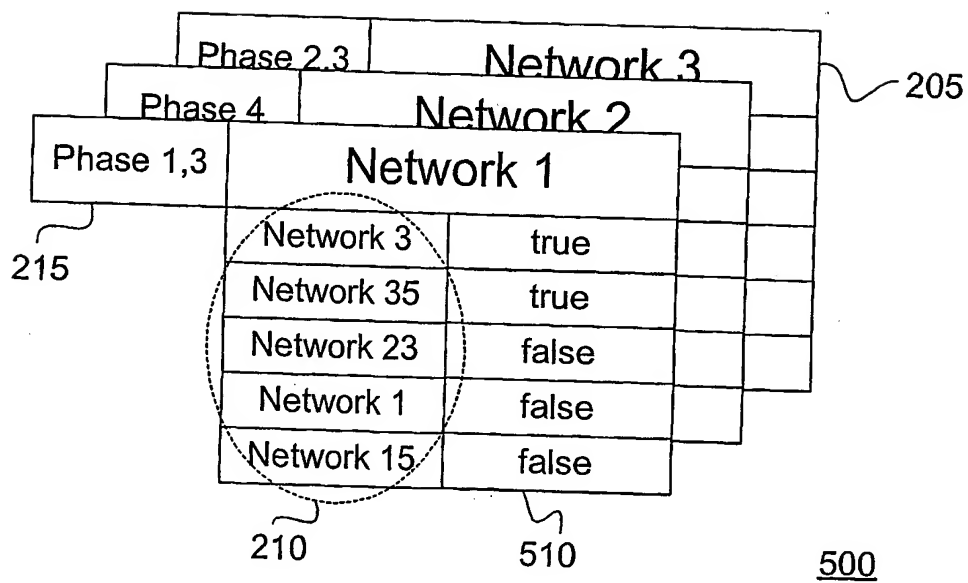 Phase 2,3 Network 3
205
Phase 4 Network 2
Phase 1,3 Network 1
215
Network 3 true
Network 35 true
Network 23 false
Network 1 false
Network 15 false
210
510
500